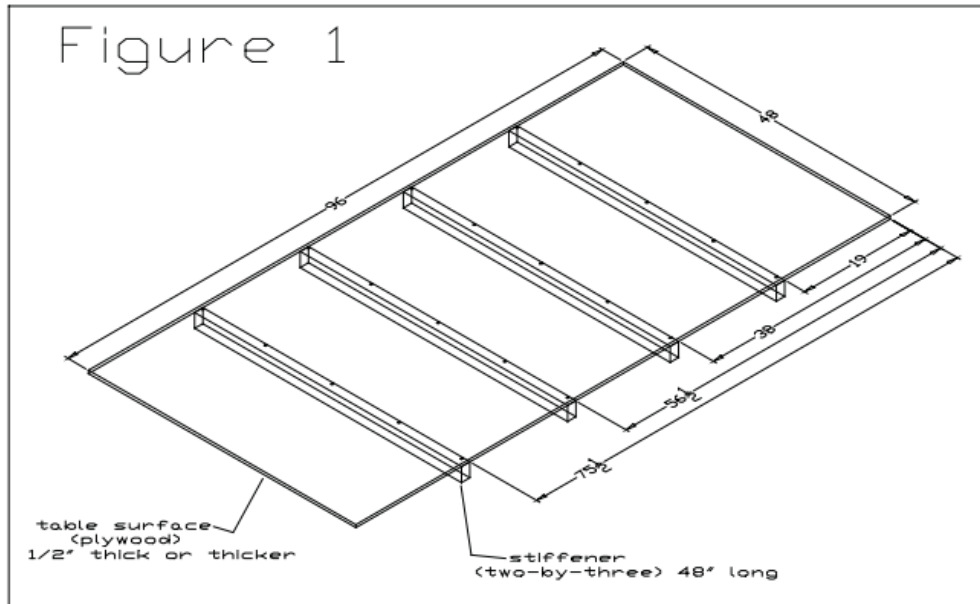 Figure 1
48
96
19
38
56½
75½
table surface
(plywood)
1/2" thick or thicker
stiffener
(two-by-three) 48" long